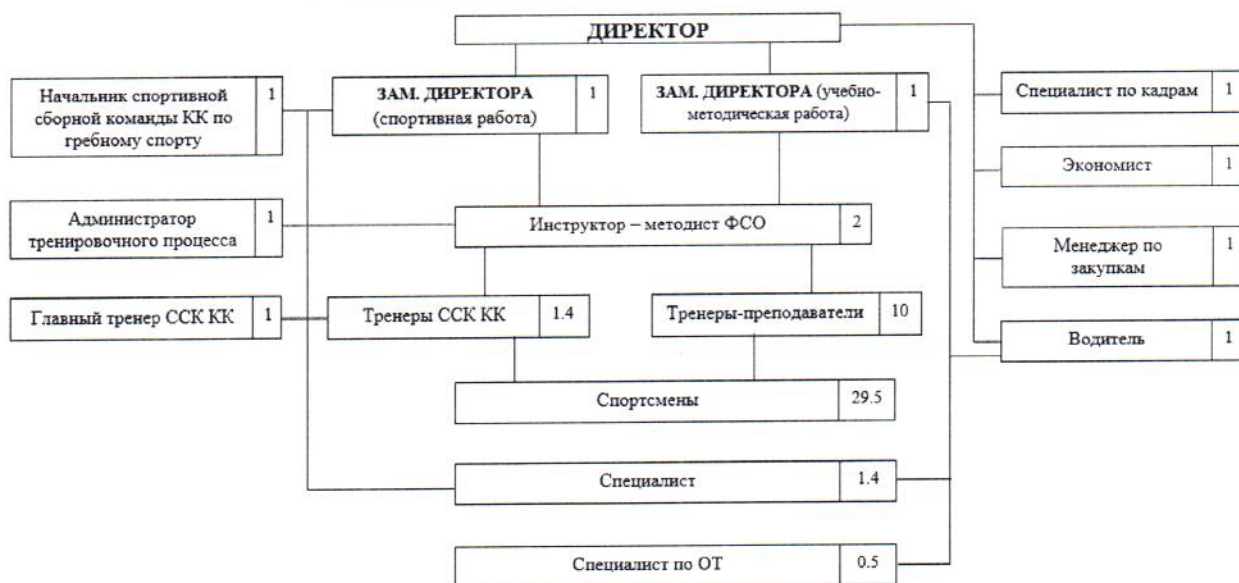 ДИРЕКТОР
Начальник спортивной
сборной команды КК по
гребному спорту
1
ЗАМ. ДИРЕКТОРА
(спортивная работа)
1
ЗАМ. ДИРЕКТОРА (учебно-
методическая работа)
1
Специалист по кадрам
1
Экономист
1
Администратор
тренировочного процесса
1
Инструктор – методист ФСО
2
Менеджер по
закупкам
1
Главный тренер ССК КК
1
Тренеры ССК КК
1.4
Тренеры-преподаватели
10
Водитель
1
Спортсмены
29.5
Специалист
1.4
Специалист по ОТ
0.5